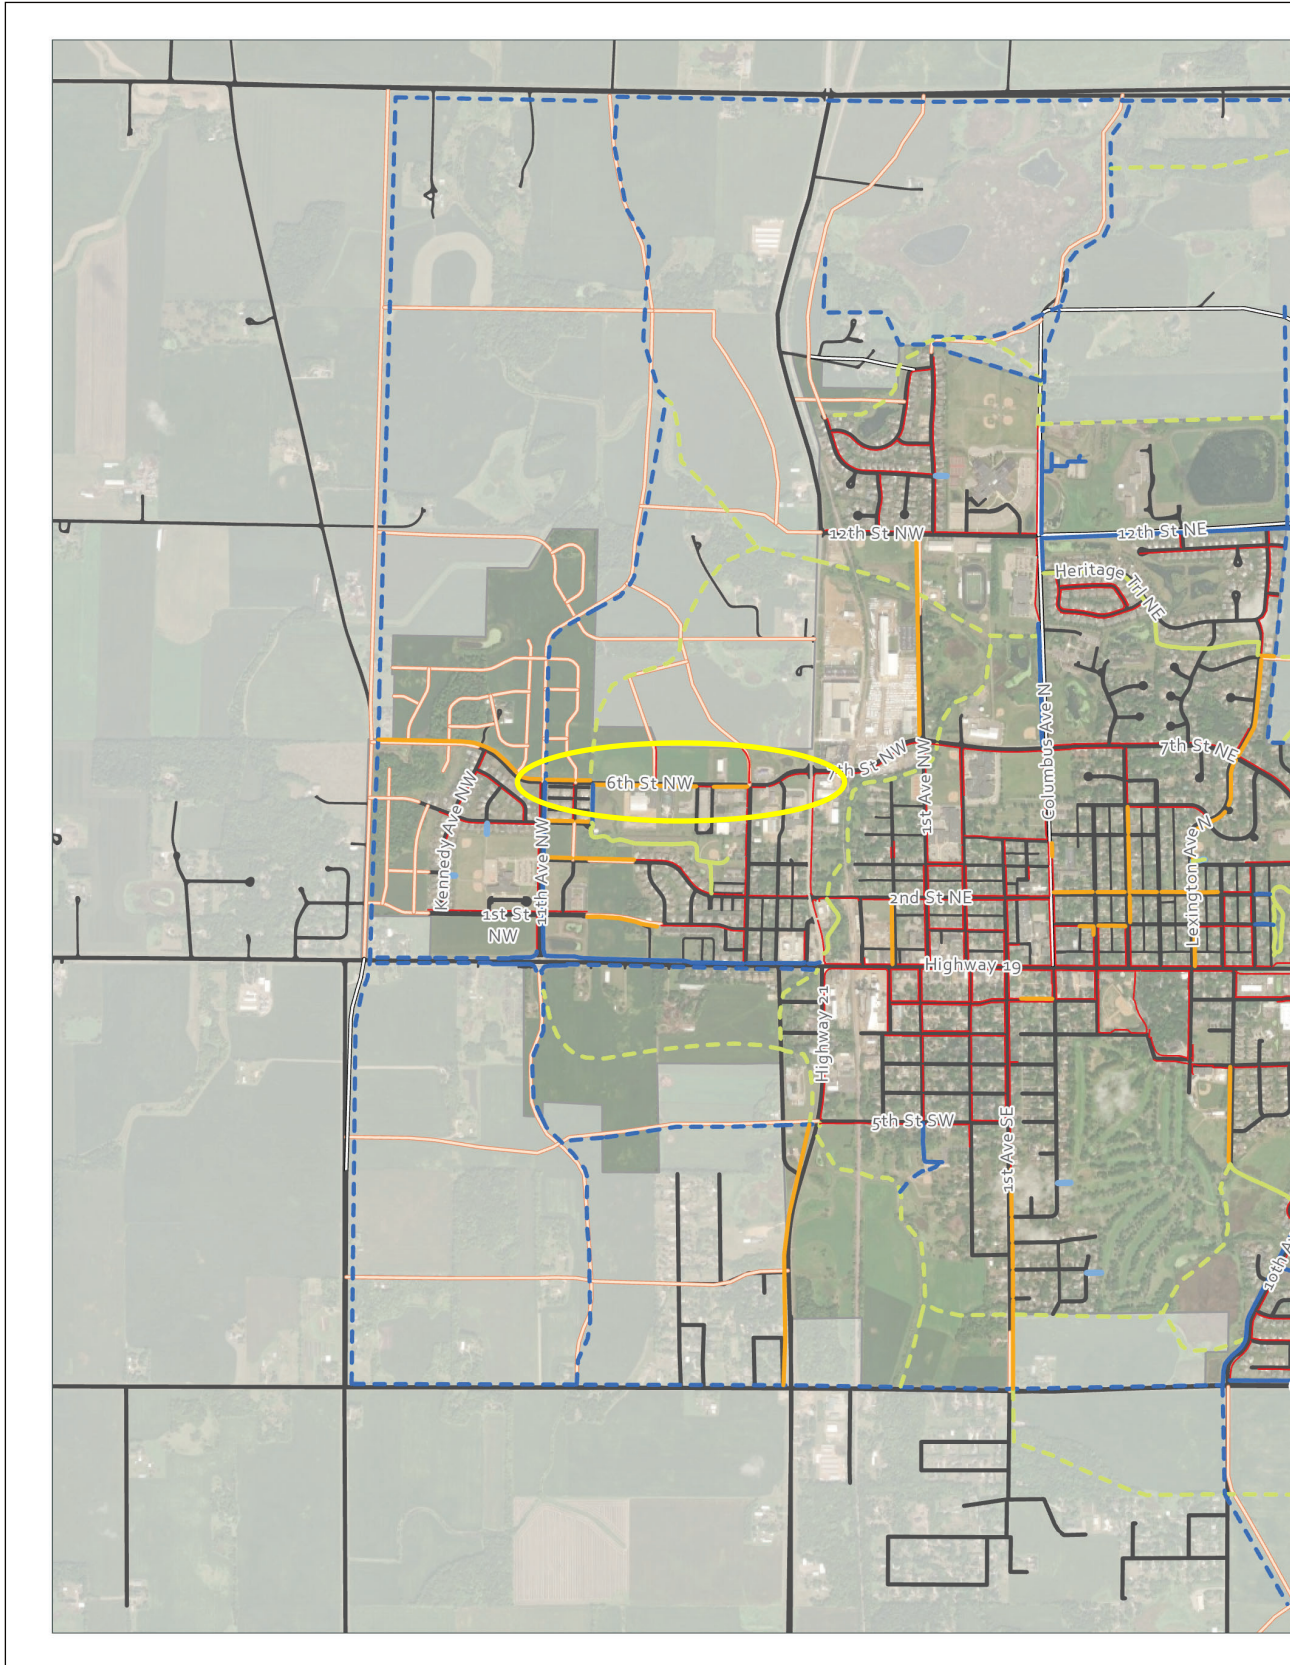 12th St NW
12th St NE
Heritage Trl NE
Columbus Ave N
7th St NW
7th St NE
1st Ave NW
6th St NW
Kennedy Ave NW
11th Ave NW
Lexington Ave N
2nd St NE
1st St
NW
Highway 19
Highway 21
5th St SW
1st Ave SE
10th Av